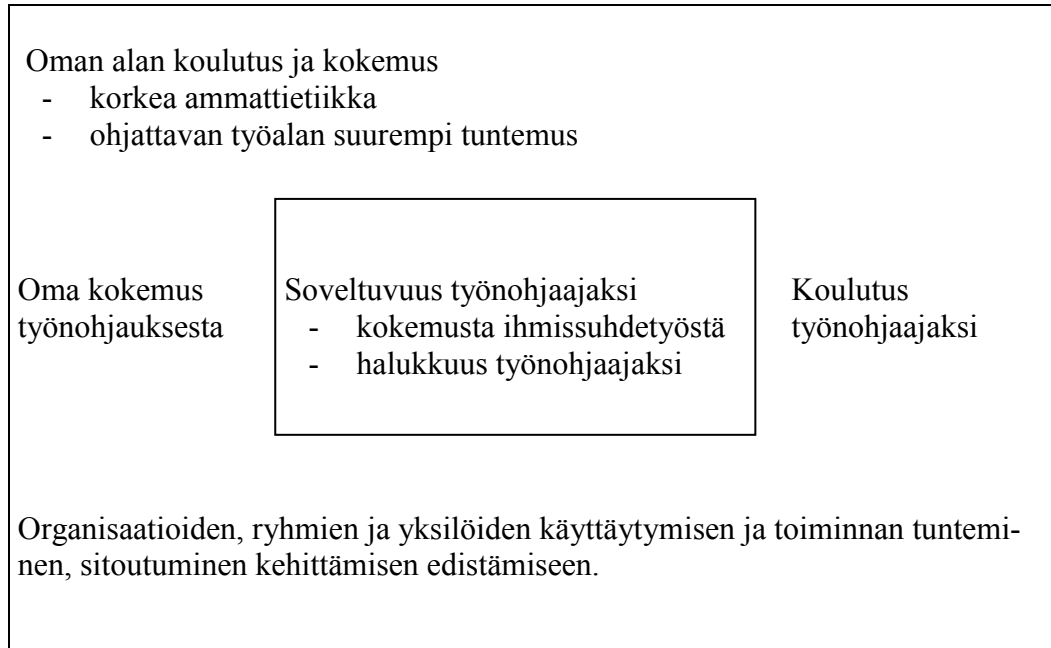 Oman alan koulutus ja kokemus
- korkea ammattietiikka
- ohjattavan työalan suurempi tuntemus
Oma kokemus
työnohjauksesta
Soveltuvuus työnohjaajaksi
- kokemusta ihmissuhdetyöstä
- halukkuus työnohjaajaksi
Koulutus
työnohjaajaksi
Organisaatioiden, ryhmien ja yksilöiden käyttäytymisen ja toiminnan tuntemi-
nen, sitoutuminen kehittämisen edistämiseen.